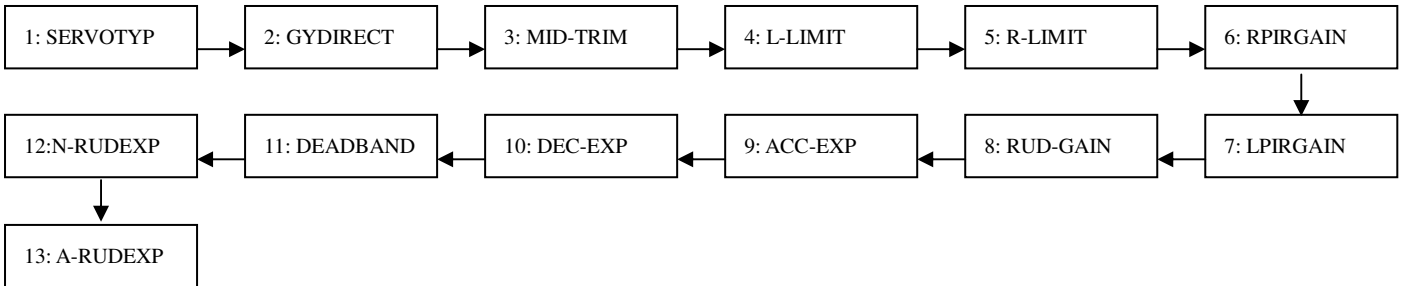 1: SERVOTYP
2: GYDIRECT
3: MID-TRIM
4: L-LIMIT
5: R-LIMIT
6: RPIRGAIN
7: LPIRGAIN
8: RUD-GAIN
9: ACC-EXP
10: DEC-EXP
11: DEADBAND
12:N-RUDEXP
13: A-RUDEXP